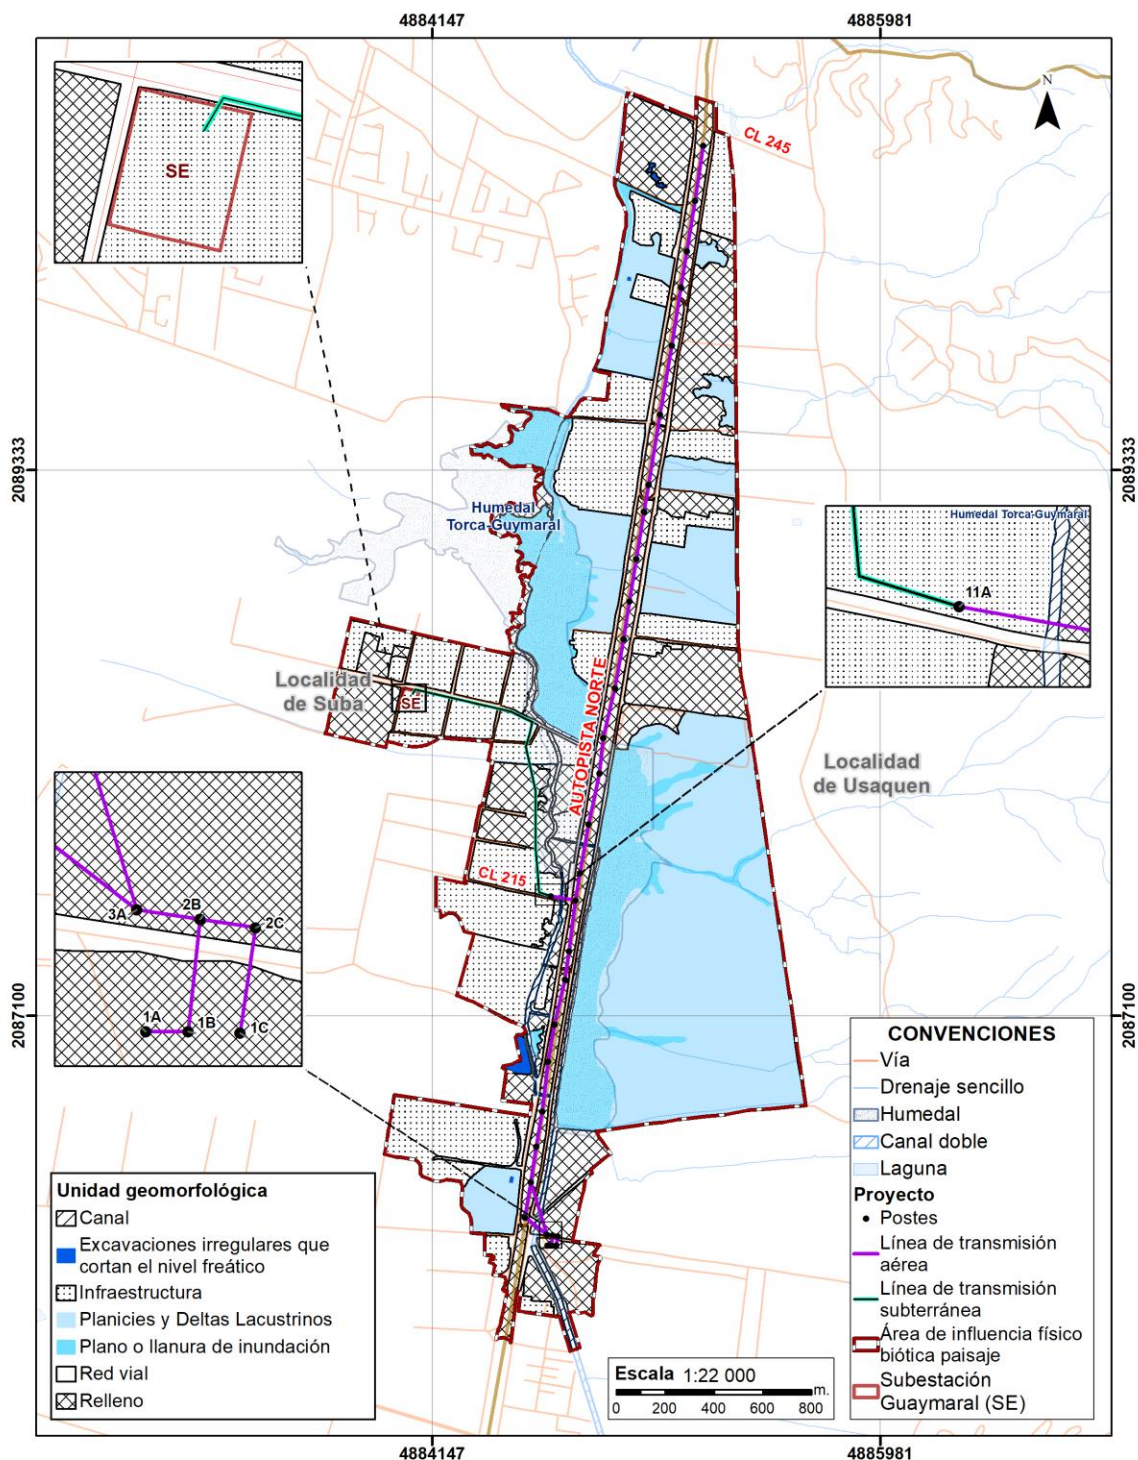 4884147
4885981
N
CL 245
SE
2089333
2089333
Humedal
Torca-Guymaral
Humedal Torca-Guymaral
11A
Localidad
de Suba
SE
AUTOPISTA NORTE
Localidad
de Usaquen
CL 215
3A
2B
2C
1A
1B
1C
2087100
2087100
CONVENCIONES
Vía
Drenaje sencillo
Humedal
Canal doble
Laguna
Proyecto
Postes
Línea de transmisión
aérea
Línea de transmisión
subterránea
Área de influencia físico
biótica paisaje
Subestación
Guaymaral (SE)
Unidad geomorfológica
Canal
Excavaciones irregulares que
cortan el nivel freático
Infraestructura
Planicies y Deltas Lacustrinos
Plano o llanura de inundación
Red vial
Relleno
Escala 1:22 000
m.
0 200 400 600 800
4884147
4885981